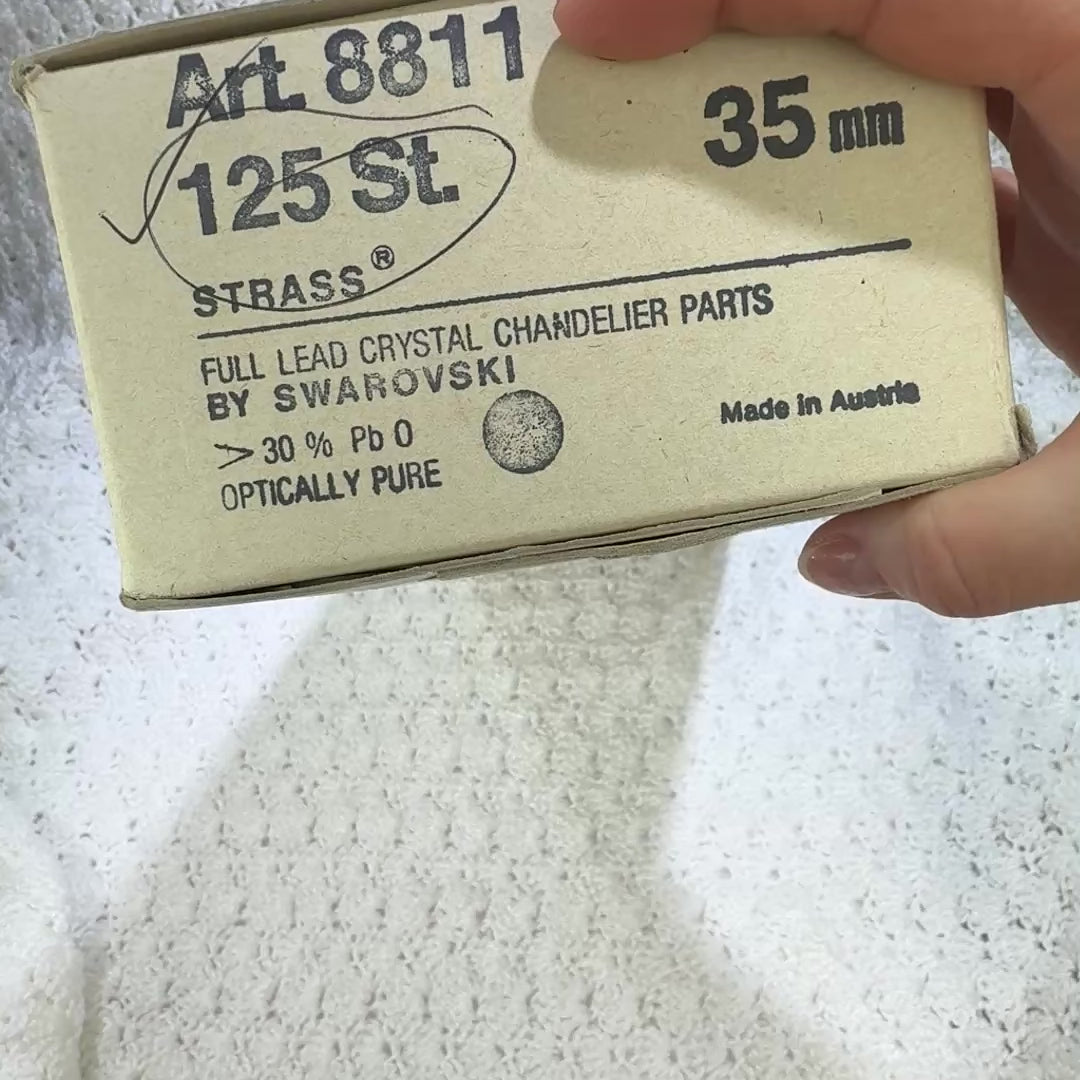 Art. 8811
35 mm
125 St.
STRASS®
FULL LEAD CRYSTAL CHANDELIER PARTS
BY SWAROVSKI
> 30 % Pb O
OPTICALLY PURE
Made in Austria